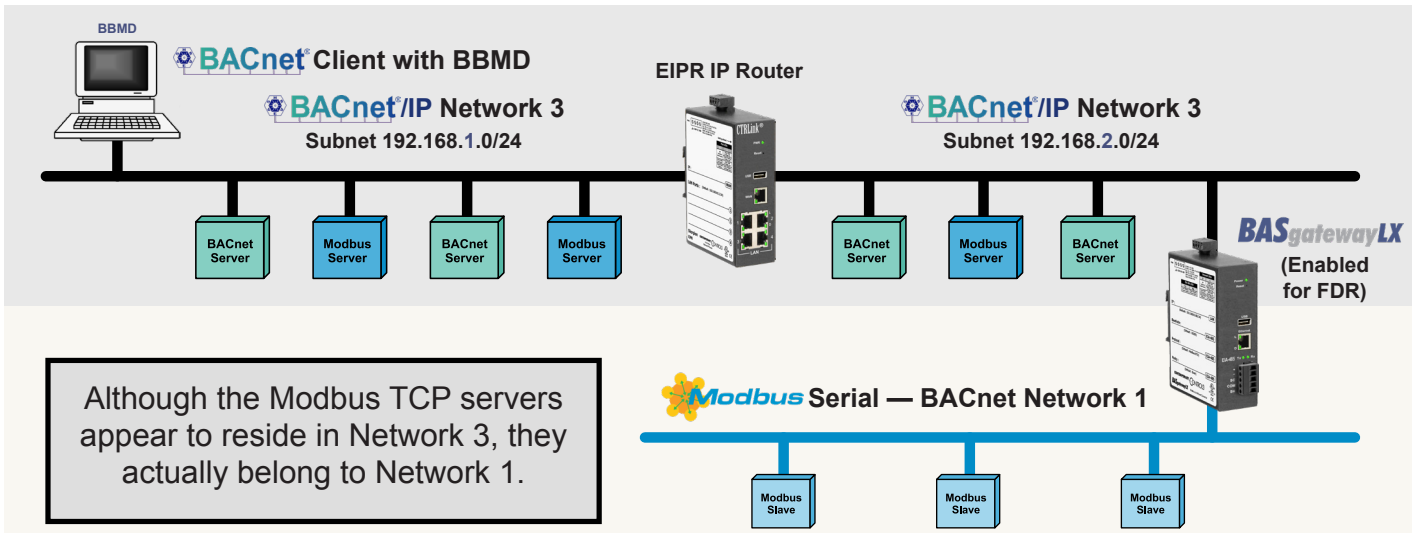 BBMD
BACnet® Client with BBMD
EIPR IP Router
BACnet®/IP Network 3
Subnet 192.168.1.0/24
BACnet®/IP Network 3
Subnet 192.168.2.0/24
CTRLink®
LAN
BACnet
Server
Modbus
Server
BACnet
Server
Modbus
Server
BACnet
Server
Modbus
Server
BACnet
Server
BASgatewayLX
(Enabled
for FDR)
Although the Modbus TCP servers
appear to reside in Network 3, they
actually belong to Network 1.
Modbus Serial — BACnet Network 1
Modbus
Slave
Modbus
Slave
Modbus
Slave